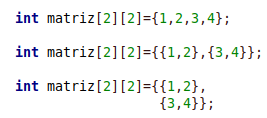 int matriz[2][2]={1,2,3,4};
int matriz[2][2]={{1,2},{3,4}};
int matriz[2][2]={{1,2},
{3,4}};